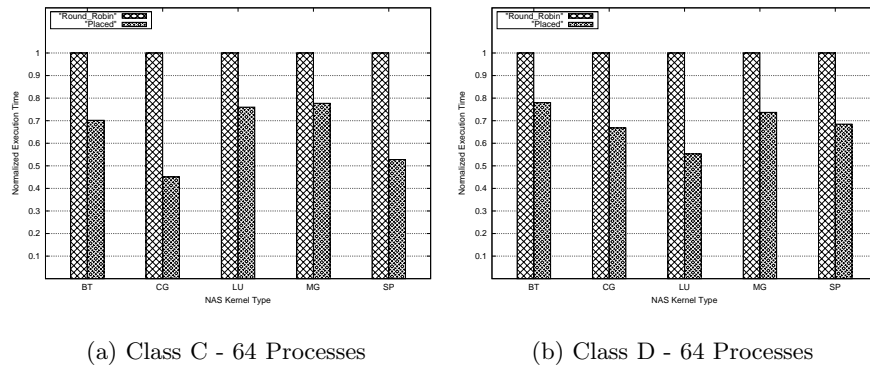 "Round_Robin"
"Placed"
1
0.9
0.8
0.7
0.6
0.5
0.4
0.3
0.2
0.1
Normalized Execution Time
BT CG LU MG SP
NAS Kernel Type
(a) Class C - 64 Processes
"Round_Robin"
"Placed"
1
0.9
0.8
0.7
0.6
0.5
0.4
0.3
0.2
0.1
Normalized Execution Time
BT CG LU MG SP
NAS Kernel Type
(b) Class D - 64 Processes